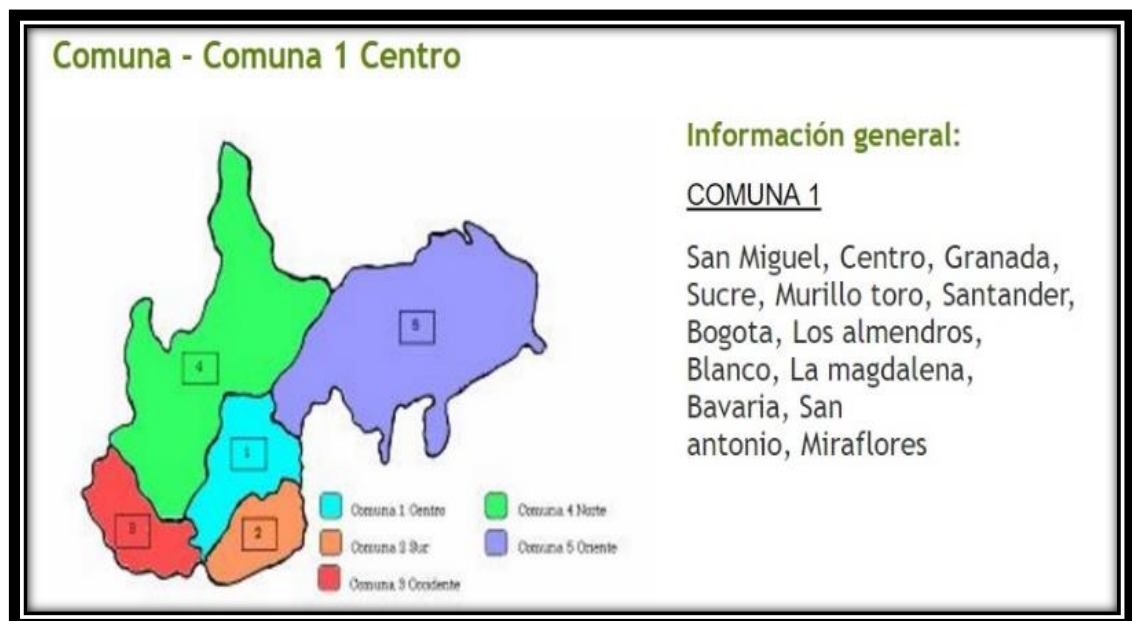 Comuna - Comuna 1 Centro
Información general:
COMUNA 1
San Miguel, Centro, Granada,
Sucre, Murillo toro, Santander,
Bogota, Los almendros,
Blanco, La magdalena,
Bavaria, San
antonio, Miraflores
4
5
1
3
2
Comuna 1 Centro
Comuna 2 Sur
Comuna 3 Occidente
Comuna 4 Norte
Comuna 5 Oriente